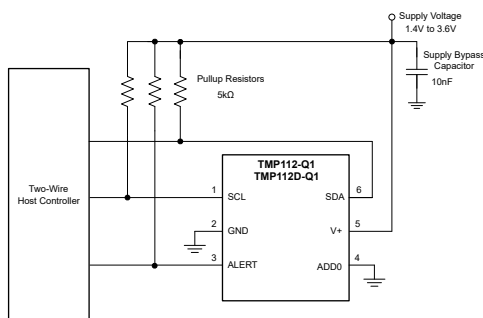 Supply Voltage
1.4V to 3.6V
Supply Bypass
Capacitor
10nF
Pullup Resistors
5kΩ
Two-Wire
Host Controller
TMP112-Q1
TMP112D-Q1
1 SCL
2 GND
3 ALERT
SDA 6
V+ 5
ADD0 4